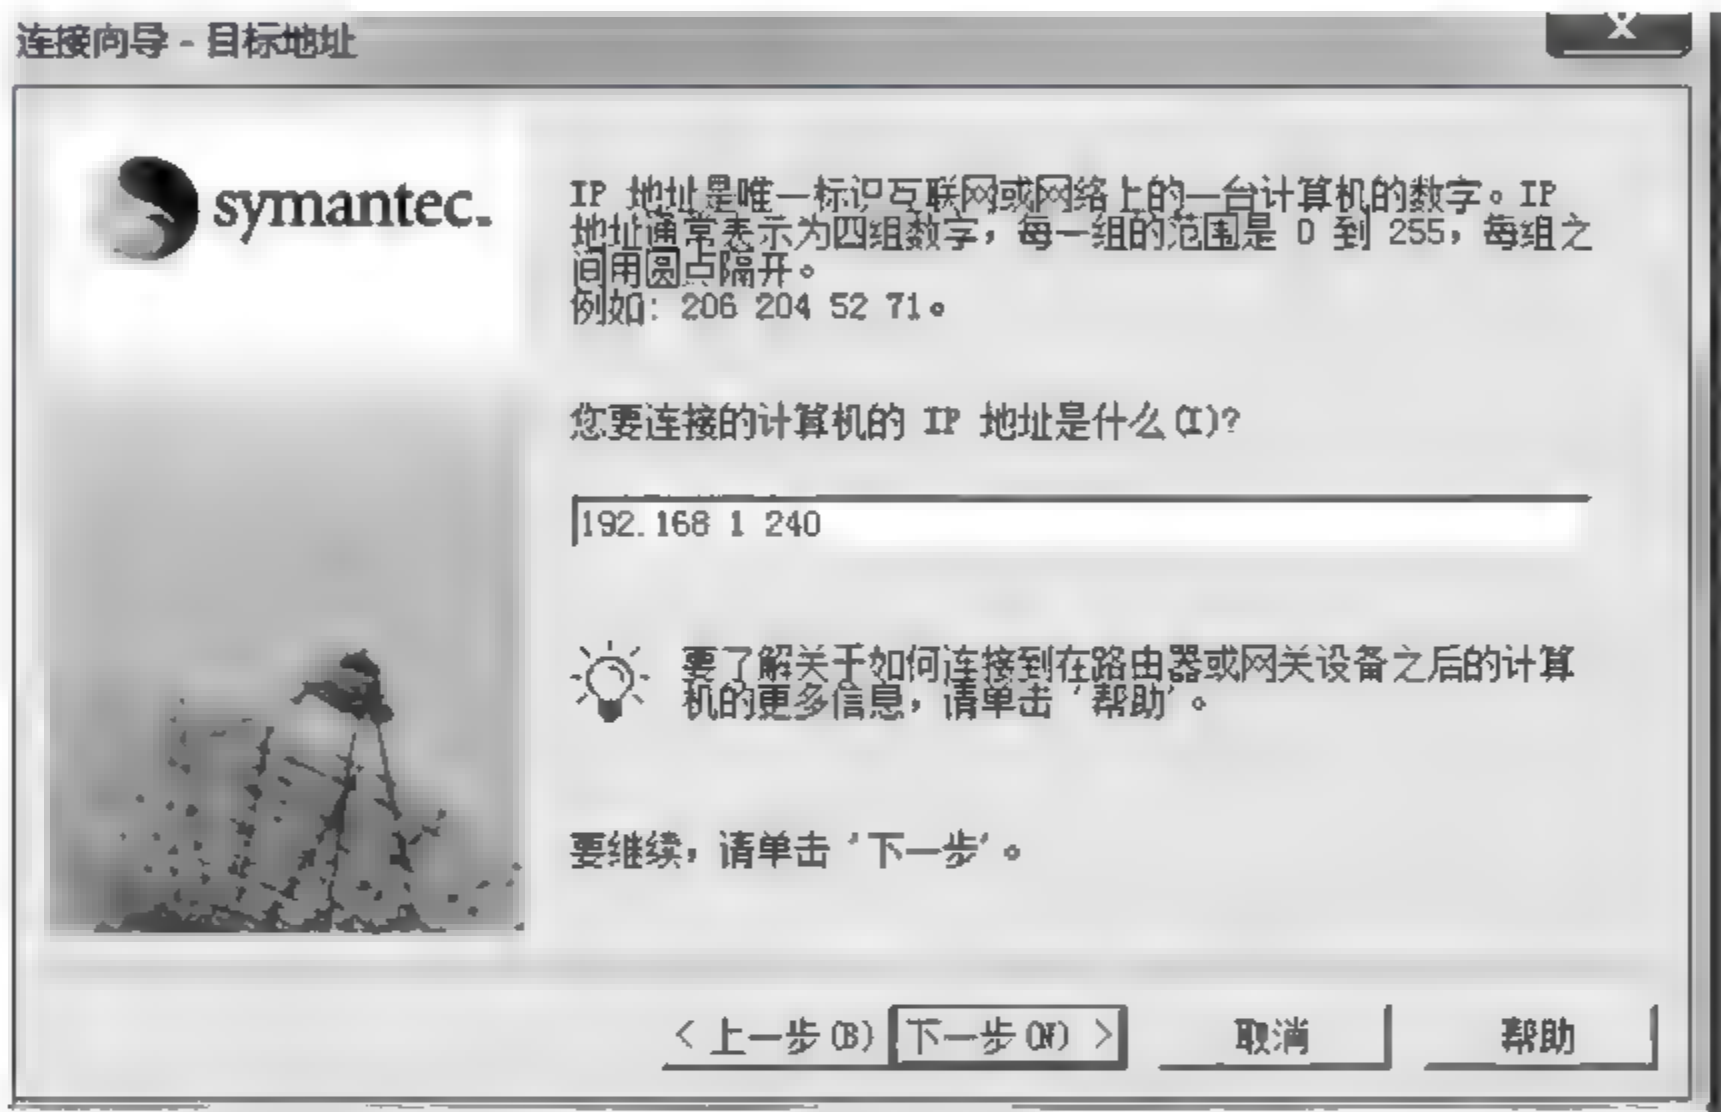 连接向导 - 目标地址
X
symantec.
IP 地址是唯一标识互联网或网络上的一台计算机的数字。IP
地址通常表示为四组数字，每一组的范围是 0 到 255，每组之
间用圆点隔开。
例如: 206 204 52 71。
您要连接的计算机的 IP 地址是什么(I)?
192.168 1 240
要了解关于如何连接到在路由器或网关设备之后的计算
机的更多信息，请单击 '帮助'。
要继续，请单击 '下一步'。
< 上一步(B) 下一步(N) > 取消 帮助